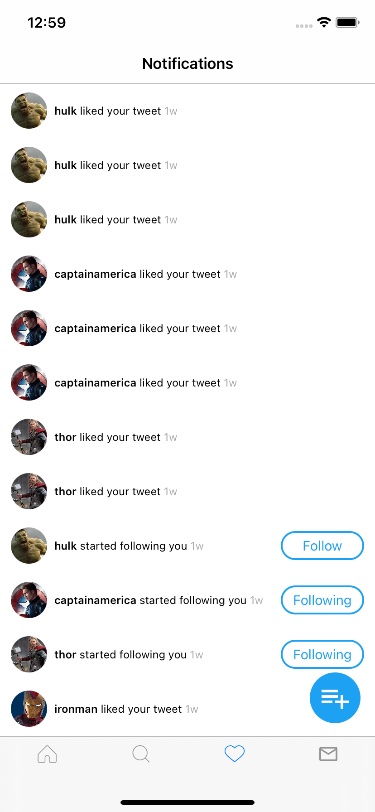 12:59
Notifications
hulk liked your tweet 1w
hulk liked your tweet 1w
hulk liked your tweet 1w
captainamerica liked your tweet 1w
captainamerica liked your tweet 1w
captainamerica liked your tweet 1w
thor liked your tweet 1w
thor liked your tweet 1w
hulk started following you 1w Follow
captainamerica started following you 1w Following
thor started following you 1w Following
ironman liked your tweet 1w